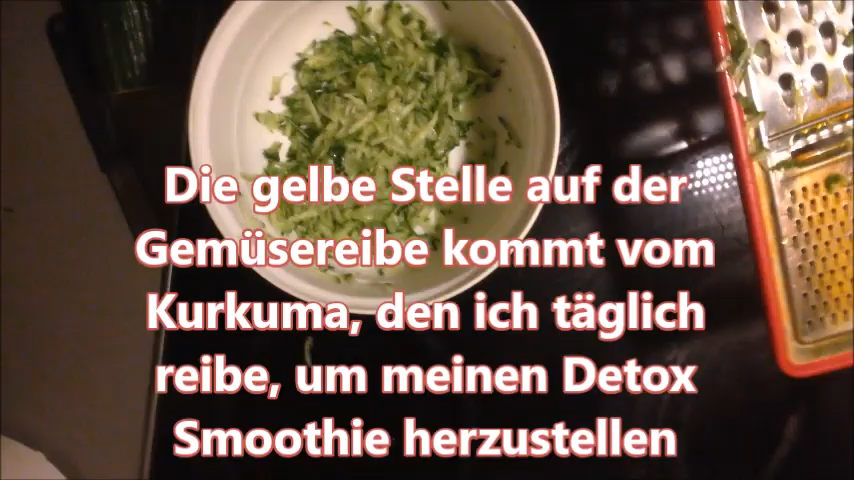 Die gelbe Stelle auf der
Gemüsereibe kommt vom
Kurkuma, den ich täglich
reibe, um meinen Detox
Smoothie herzustellen